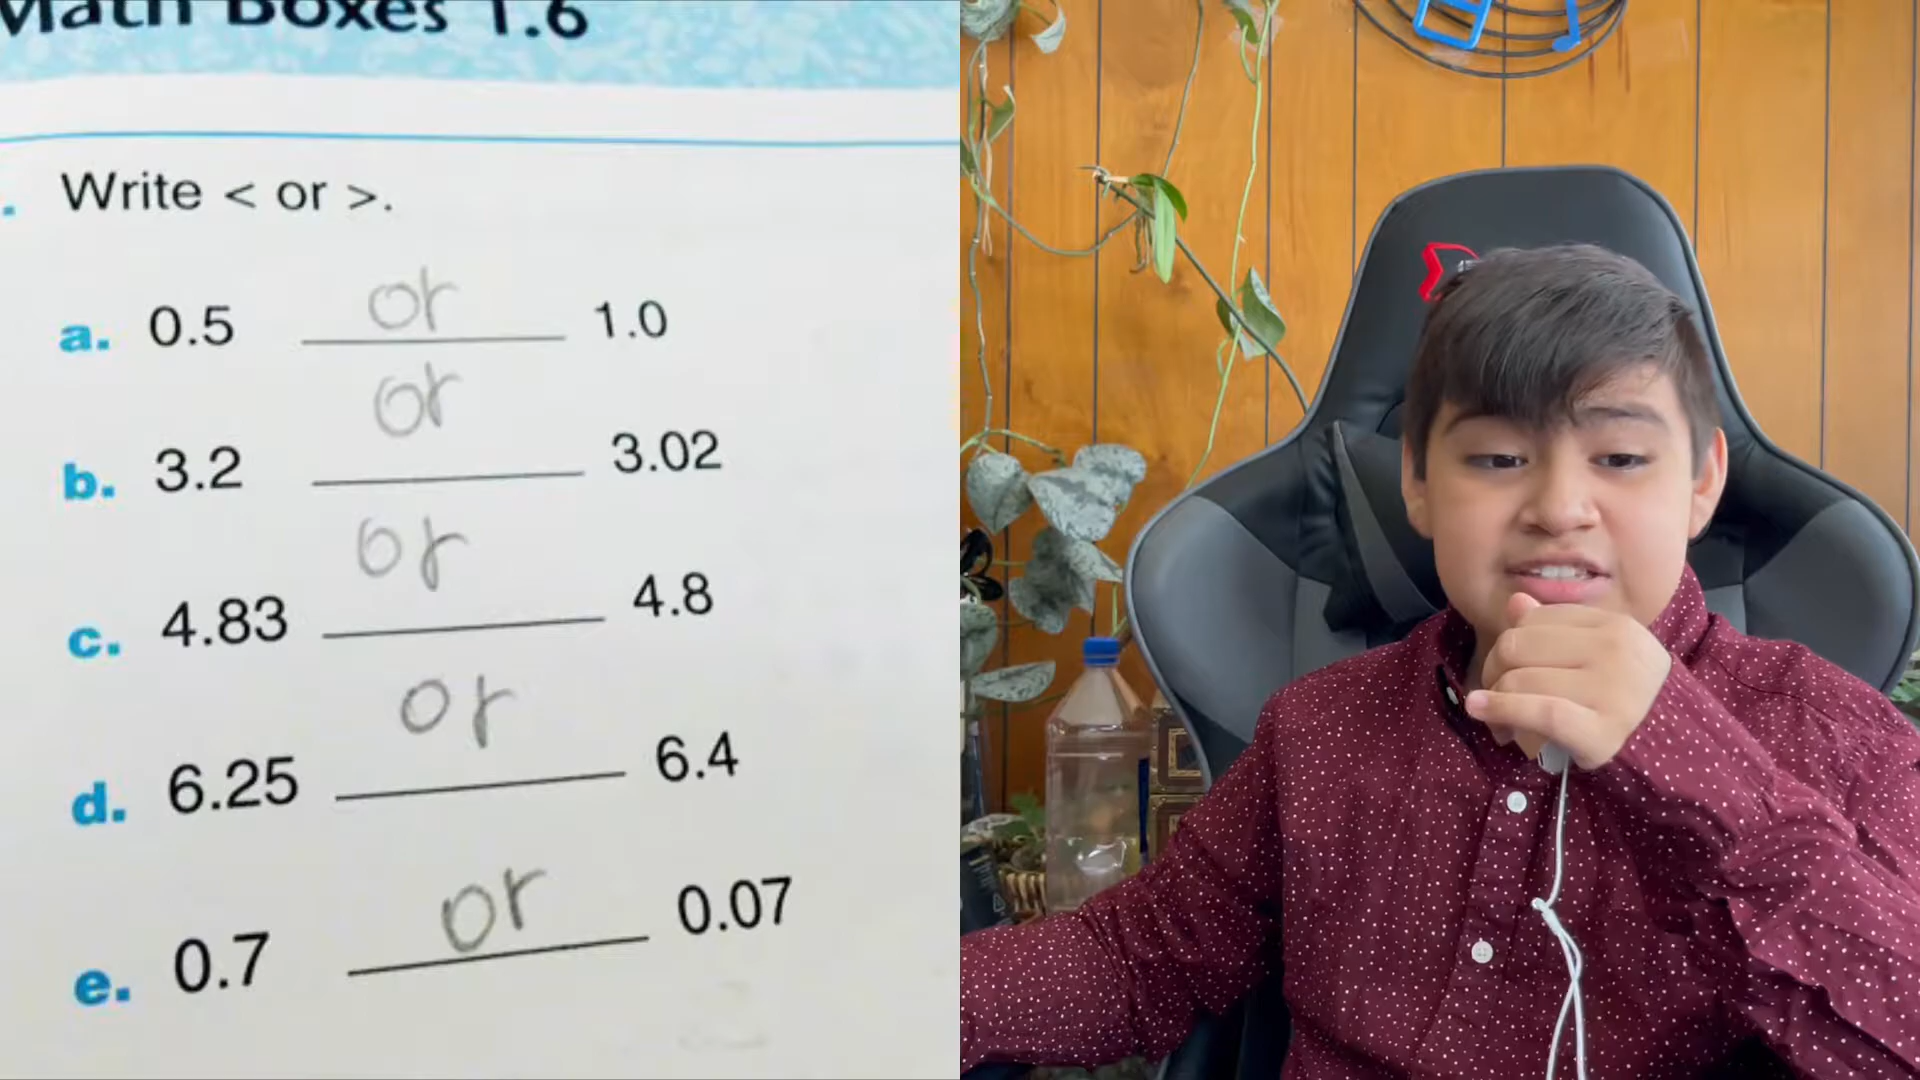 Math Boxes 1.6
Write < or >.
a. 0.5 or 1.0
b. 3.2 or 3.02
c. 4.83 or 4.8
d. 6.25 or 6.4
e. 0.7 or 0.07